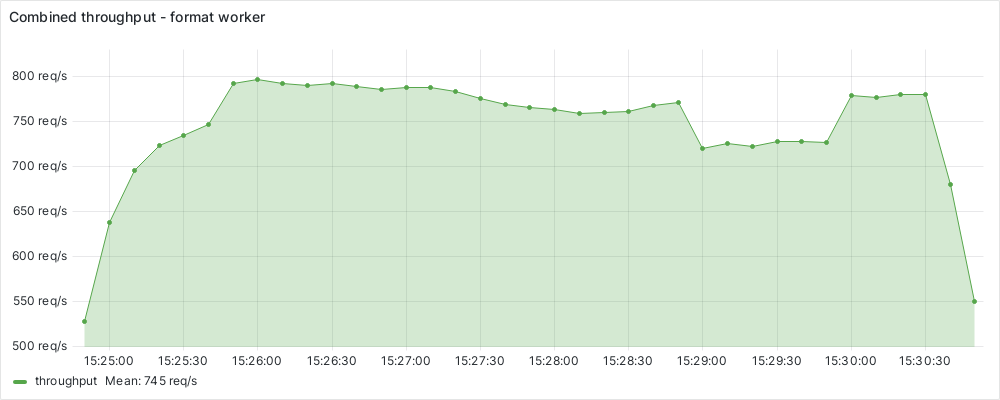 Combined throughput - format worker
800 req/s
750 req/s
700 req/s
650 req/s
600 req/s
550 req/s
500 req/s
15:25:00 15:25:30 15:26:00 15:26:30 15:27:00 15:27:30 15:28:00 15:28:30 15:29:00 15:29:30 15:30:00 15:30:30
throughput Mean: 745 req/s